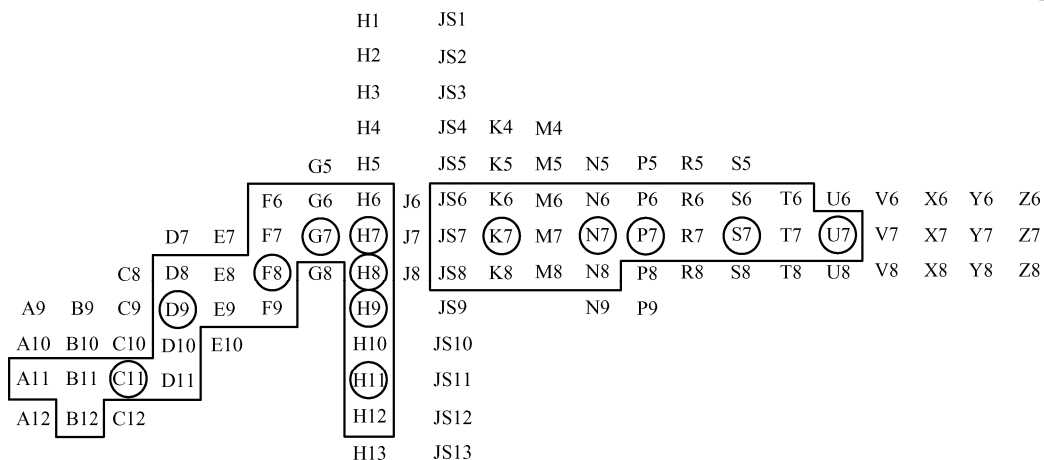 H1 JS1
H2 JS2
H3 JS3
H4 JS4 K4 M4
G5 H5 JS5 K5 M5 N5 P5 R5 S5
F6 G6 H6 J6 JS6 K6 M6 N6 P6 R6 S6 T6 U6 V6 X6 Y6 Z6
D7 E7 F7 G7 H7 J7 JS7 K7 M7 N7 P7 R7 S7 T7 U7 V7 X7 Y7 Z7
C8 D8 E8 F8 G8 H8 J8 JS8 K8 M8 N8 P8 R8 S8 T8 U8 V8 X8 Y8 Z8
A9 B9 C9 D9 E9 F9 H9 JS9 N9 P9
A10 B10 C10 D10 E10 H10 JS10
A11 B11 C11 D11 H11 JS11
A12 B12 C12 H12 JS12
H13 JS13